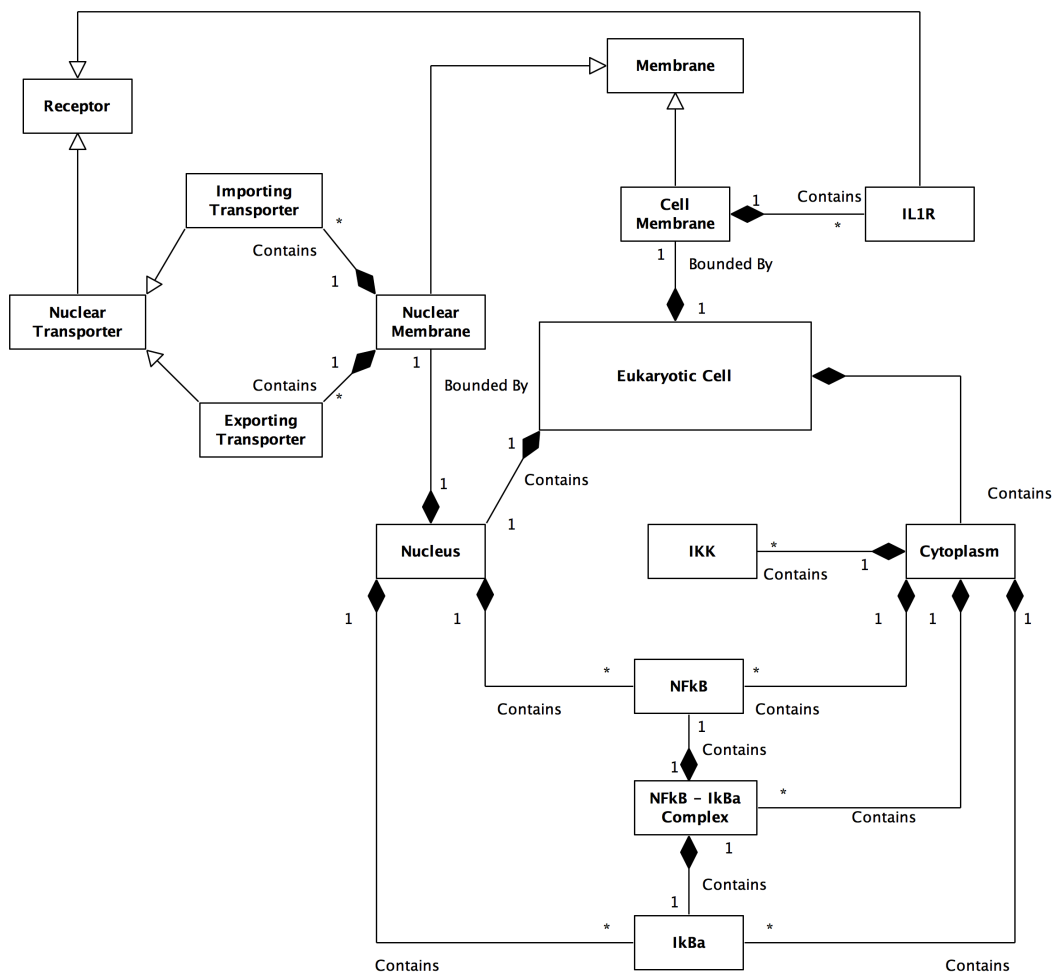 Membrane
Receptor
Importing
Transporter
*
Contains
1
Cell
Membrane
1
Contains
*
IL1R
1
Bounded By
1
Nuclear
Transporter
Nuclear
Membrane
1
Contains
*
1
Bounded By
Eukaryotic Cell
Exporting
Transporter
1
Contains
1
1
Contains
Nucleus
IKK
*
Contains
1
Cytoplasm
1
1
1
1
1
*
Contains
NFkB
*
Contains
1
Contains
1
NFkB – IkBa
Complex
*
Contains
1
Contains
1
*
Contains
IkBa
*
Contains